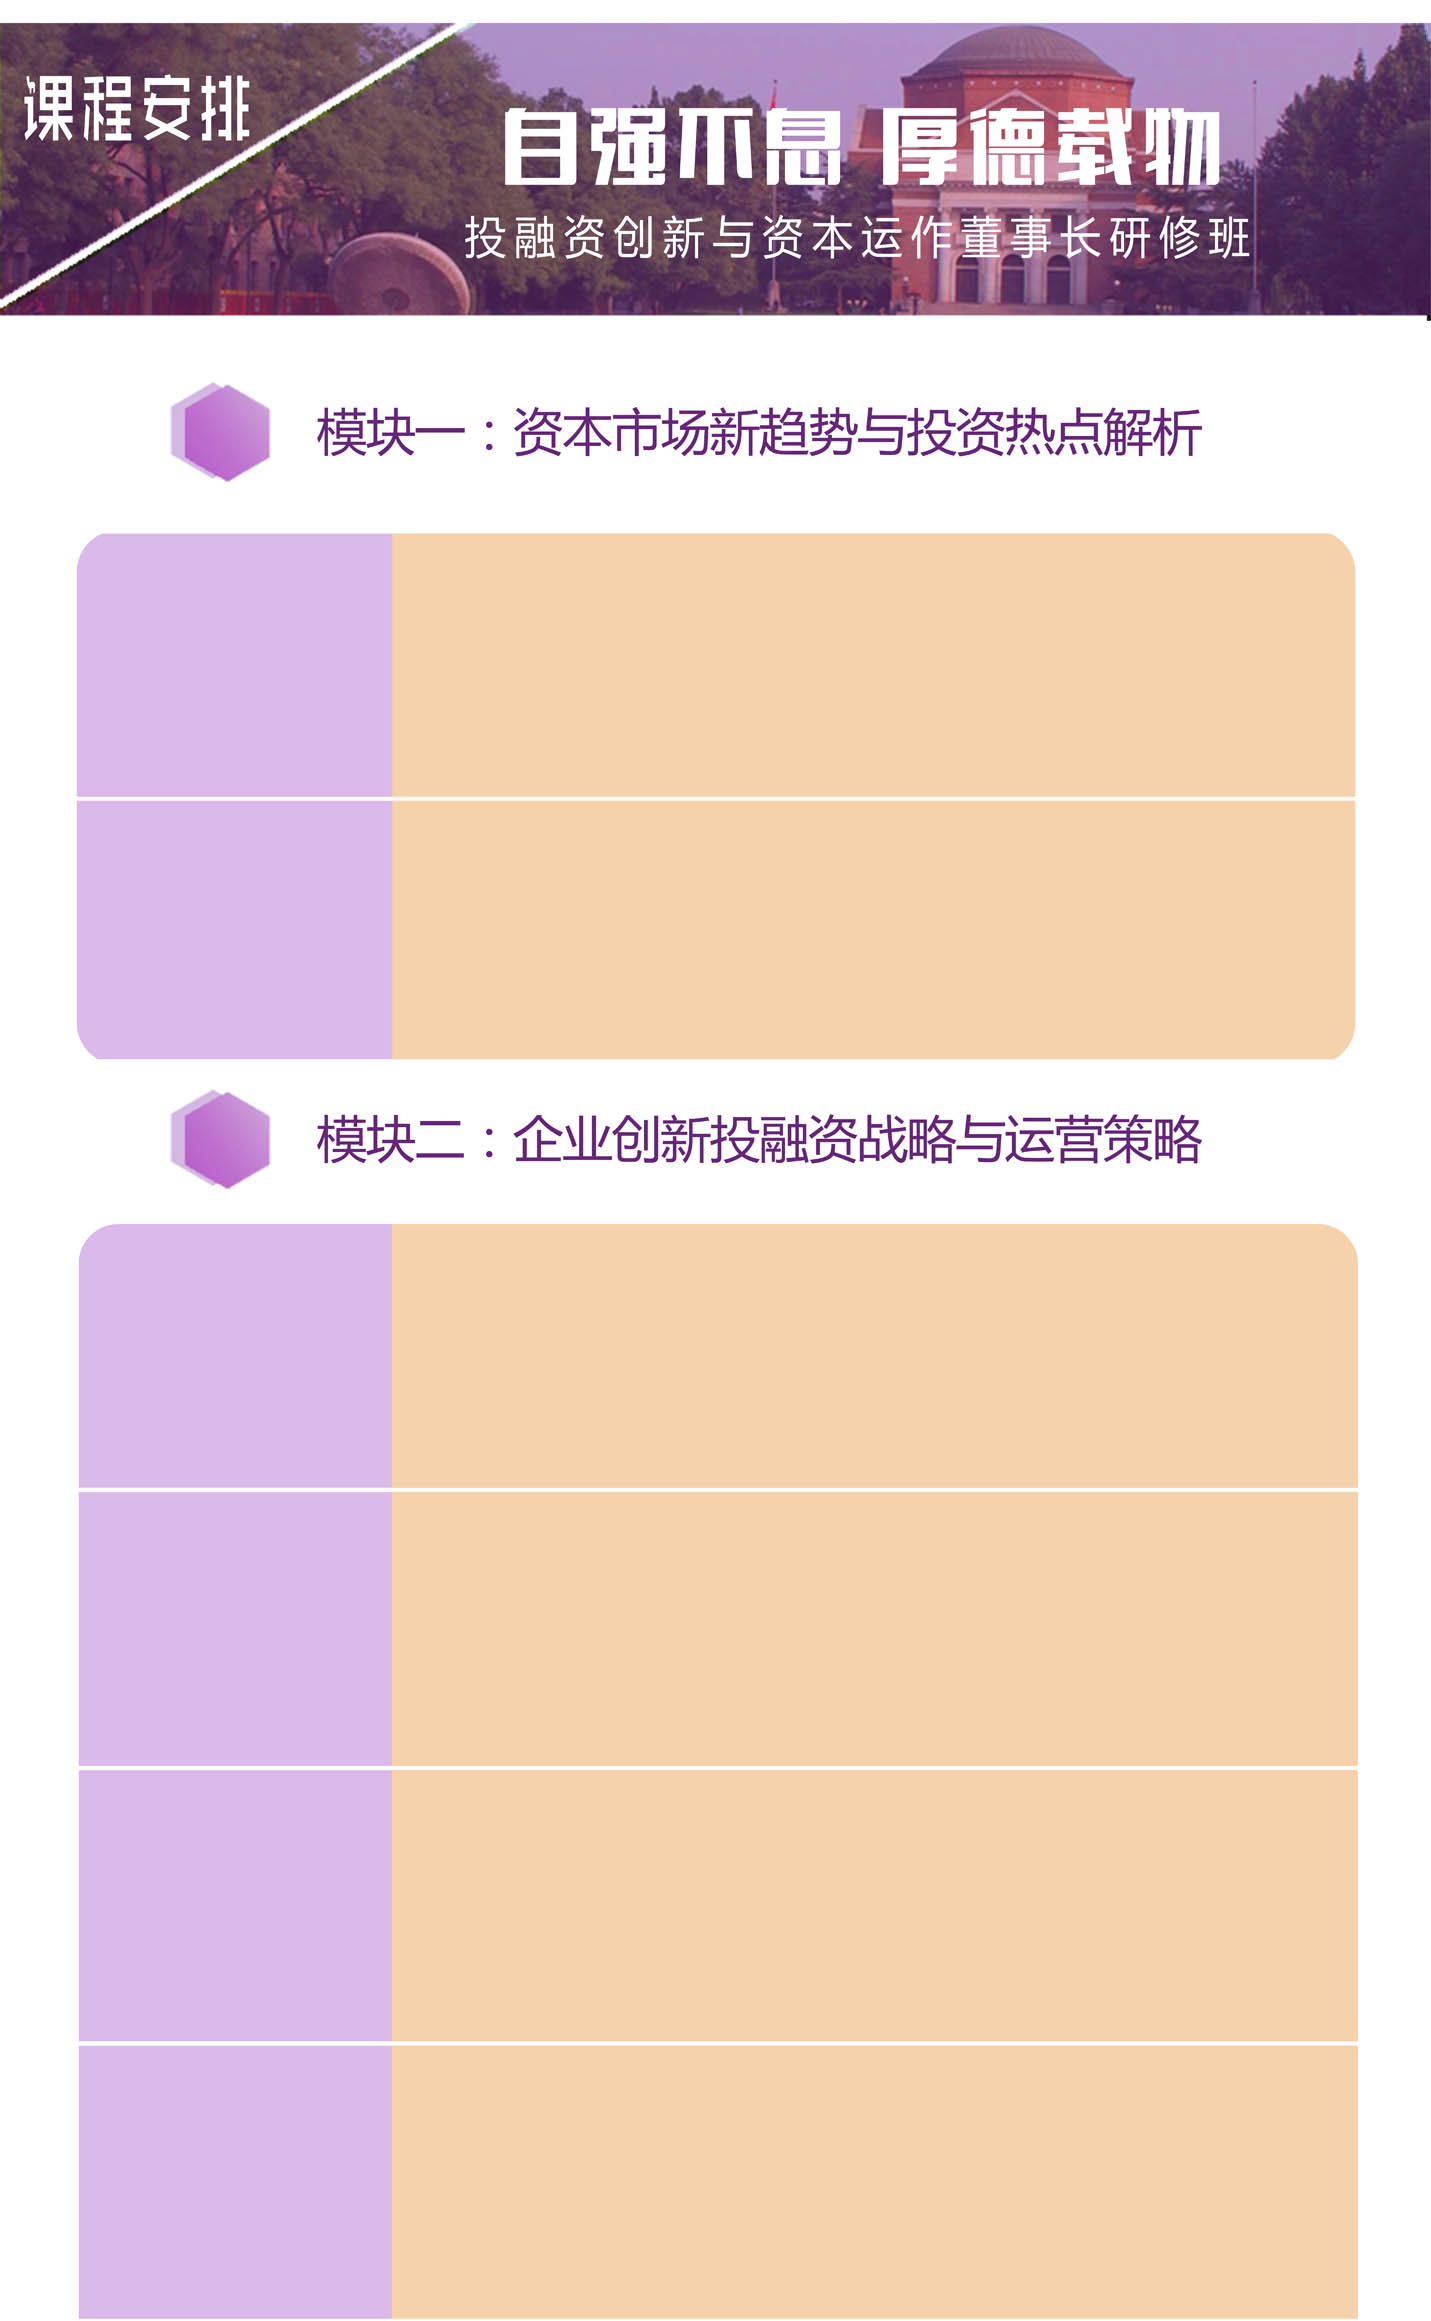 课程安排
自强不息 厚德载物
投融资创新与资本运作董事长研修班
模块一：资本市场新趋势与投资热点解析
模块二：企业创新投融资战略与运营策略